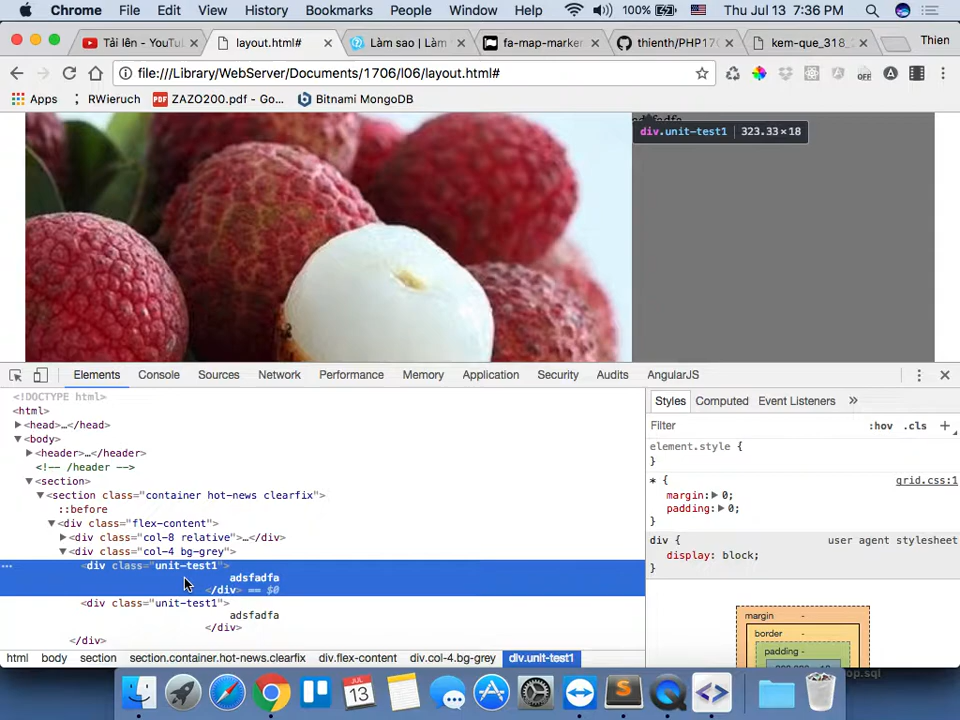 Chrome File Edit View History Bookmarks People Window Help 100% Thu Jul 13 7:36 PM
Tải lên - YouTu layout.html# Làm sao | Làm fa-map-marker thienth/PHP17 kem-que_318_2 Thien
file:///Library/WebServer/Documents/1706/l06/layout.html#
Apps RWieruch ZAZO200.pdf - Go... Bitnami MongoDB
div.unit-test1 323.33×18
Elements Console Sources Network Performance Memory Application Security Audits AngularJS
<!DOCTYPE html>
<html>
<head>…</head>
<body>
<header>…</header>
<!-- /header -->
<section>
<section class="container hot-news clearfix">
::before
<div class="flex-content">
<div class="col-8 relative">…</div>
<div class="col-4 bg-grey">
<div class="unit-test1">
adsfadfa
</div> == $0
<div class="unit-test1">
adsfadfa
</div>
</div>
html body section section.container.hot-news.clearfix div.flex-content div.col-4.bg-grey div.unit-test1
Styles Computed Event Listeners »
Filter :hov .cls +
element.style {
}
* { grid.css:1
margin: 0;
padding: 0;
}
div { user agent stylesheet
display: block;
}
margin -
border -
padding -
JUL
13
op.sql